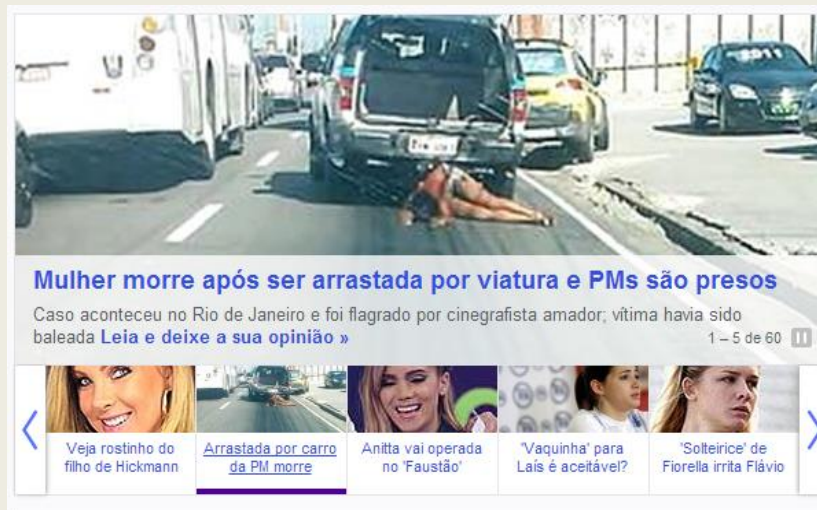 2011
Mulher morre após ser arrastada por viatura e PMs são presos
Caso aconteceu no Rio de Janeiro e foi flagrado por cinegrafista amador; vítima havia sido
baleada Leia e deixe a sua opinião »
1 – 5 de 60
Veja rostinho do
filho de Hickmann
Arrastada por carro
da PM morre
Anitta vai operada
no 'Faustão'
'Vaquinha' para
Laís é aceitável?
'Solteirice' de
Fiorella irrita Flávio